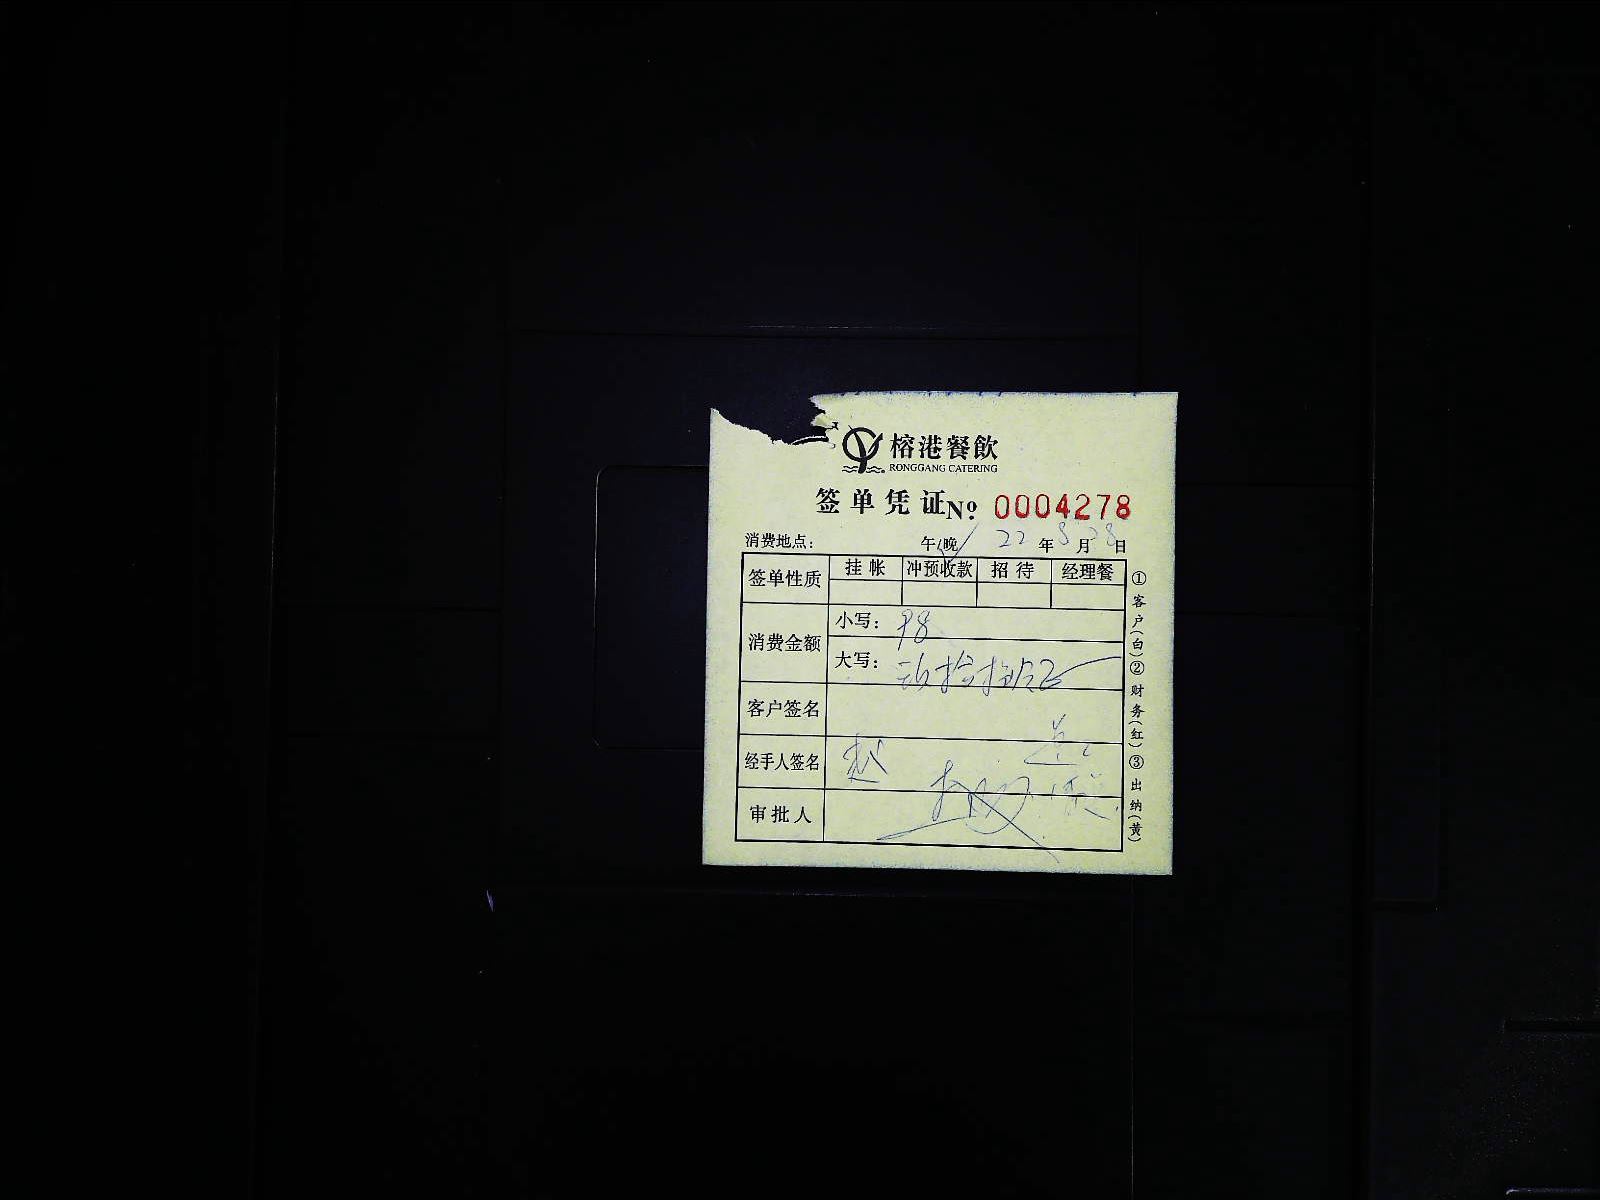 榕港餐飲
RONGGANG CATERING
签单凭证 No. 0004278
消费地点： 午/晚 22 年 8 月 28 日
签单性质 挂帐 冲预收款 招待 经理餐
消费金额 小写： 98
大写：
客户签名
经手人签名 赵
审批人
①客户(白)②财务(红)③出纳(黄)